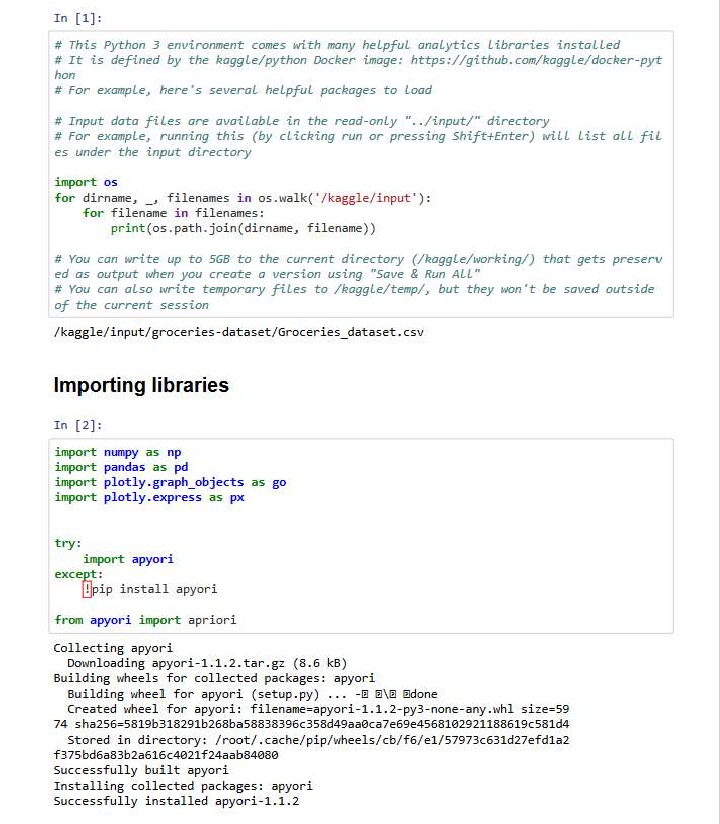 In [1]:
# This Python 3 environment comes with many helpful analytics libraries installed
# It is defined by the kaggle/python Docker image: https://github.com/kaggle/docker-pyt
hon
# For example, here's several helpful packages to load
# Input data files are available in the read-only "../input/" directory
# For example, running this (by clicking run or pressing Shift+Enter) will list all fil
es under the input directory
import os
for dirname, _, filenames in os.walk('/kaggle/input'):
    for filename in filenames:
        print(os.path.join(dirname, filename))
# You can write up to 5GB to the current directory (/kaggle/working/) that gets preserv
ed as output when you create a version using "Save & Run All"
# You can also write temporary files to /kaggle/temp/, but they won't be saved outside
of the current session
/kaggle/input/groceries-dataset/Groceries_dataset.csv
Importing libraries
In [2]:
import numpy as np
import pandas as pd
import plotly.graph_objects as go
import plotly.express as px
try:
    import apyori
except:
    !pip install apyori
from apyori import apriori
Collecting apyori
  Downloading apyori-1.1.2.tar.gz (8.6 kB)
Building wheels for collected packages: apyori
  Building wheel for apyori (setup.py) ... -  \  done
  Created wheel for apyori: filename=apyori-1.1.2-py3-none-any.whl size=59
74 sha256=5819b318291b268ba58838396c358d49aa0ca7e69e4568102921188619c581d4
  Stored in directory: /root/.cache/pip/wheels/cb/f6/e1/57973c631d27efd1a2
f375bd6a83b2a616c4021f24aab84080
Successfully built apyori
Installing collected packages: apyori
Successfully installed apyori-1.1.2